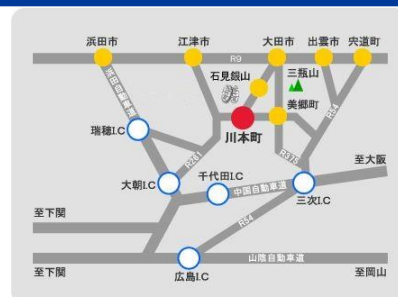 浜田市
江津市
大田市
出雲市
宍道町
R9
石見銀山
三瓶山
浜田自動車道
R54
美郷町
瑞穂I.C
川本町
R261
R375
至大阪
大朝I.C
千代田I.C
中国自動車道
三次I.C
至下関
R54
山陰自動車道
至下関
広島I.C
至岡山